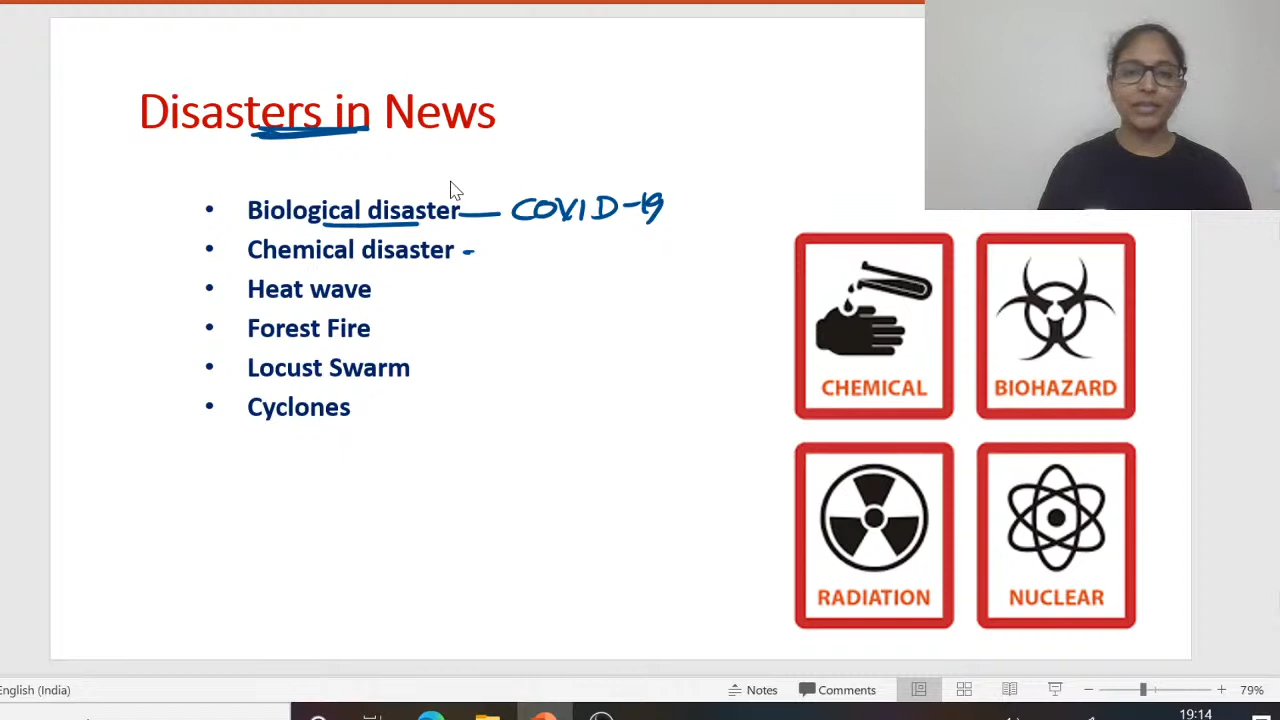 Disasters in News
• Biological disaster — COVID-19
• Chemical disaster -
• Heat wave
• Forest Fire
• Locust Swarm
• Cyclones
CHEMICAL
BIOHAZARD
RADIATION
NUCLEAR
English (India)
Notes
Comments
79%
19:14